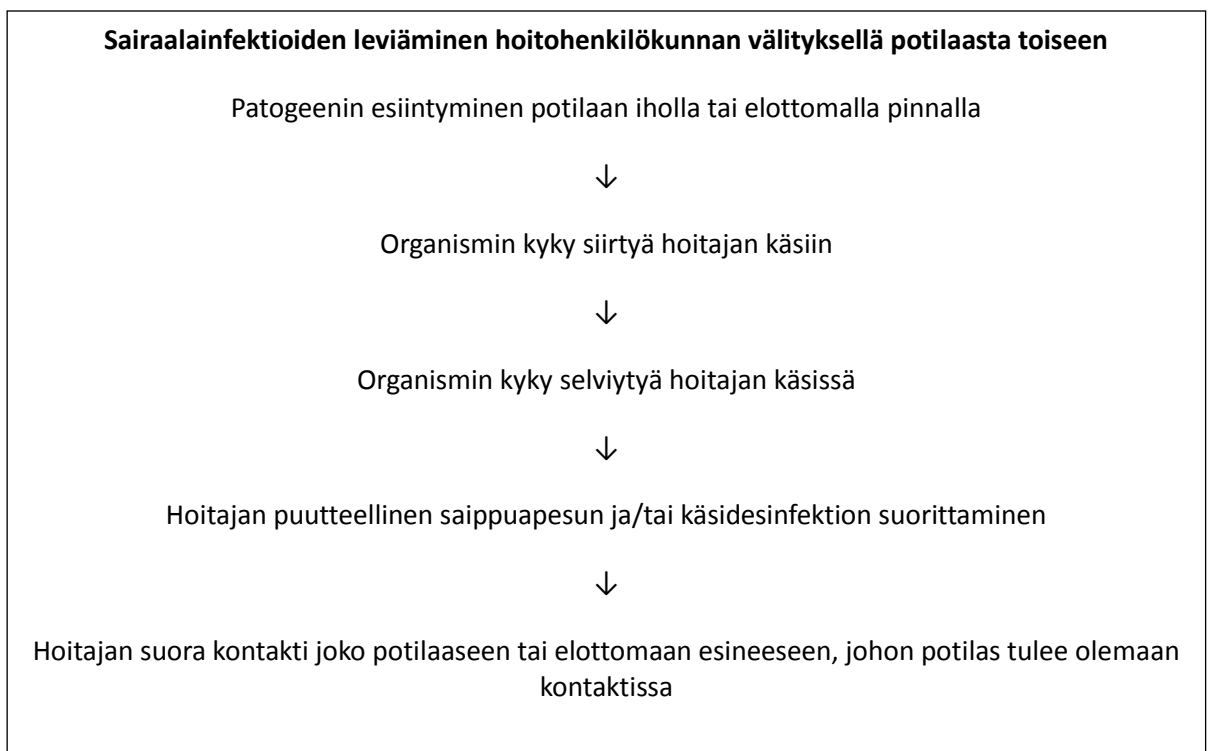 Sairaalainfektioiden leviäminen hoitohenkilökunnan välityksellä potilaasta toiseen
Patogeenin esiintyminen potilaan iholla tai elottomalla pinnalla
↓
Organismin kyky siirtyä hoitajan käsiin
↓
Organismin kyky selviytyä hoitajan käsissä
↓
Hoitajan puutteellinen saippuapesun ja/tai käsidesinfektion suorittaminen
↓
Hoitajan suora kontakti joko potilaaseen tai elottomaan esineeseen, johon potilas tulee olemaan
kontaktissa